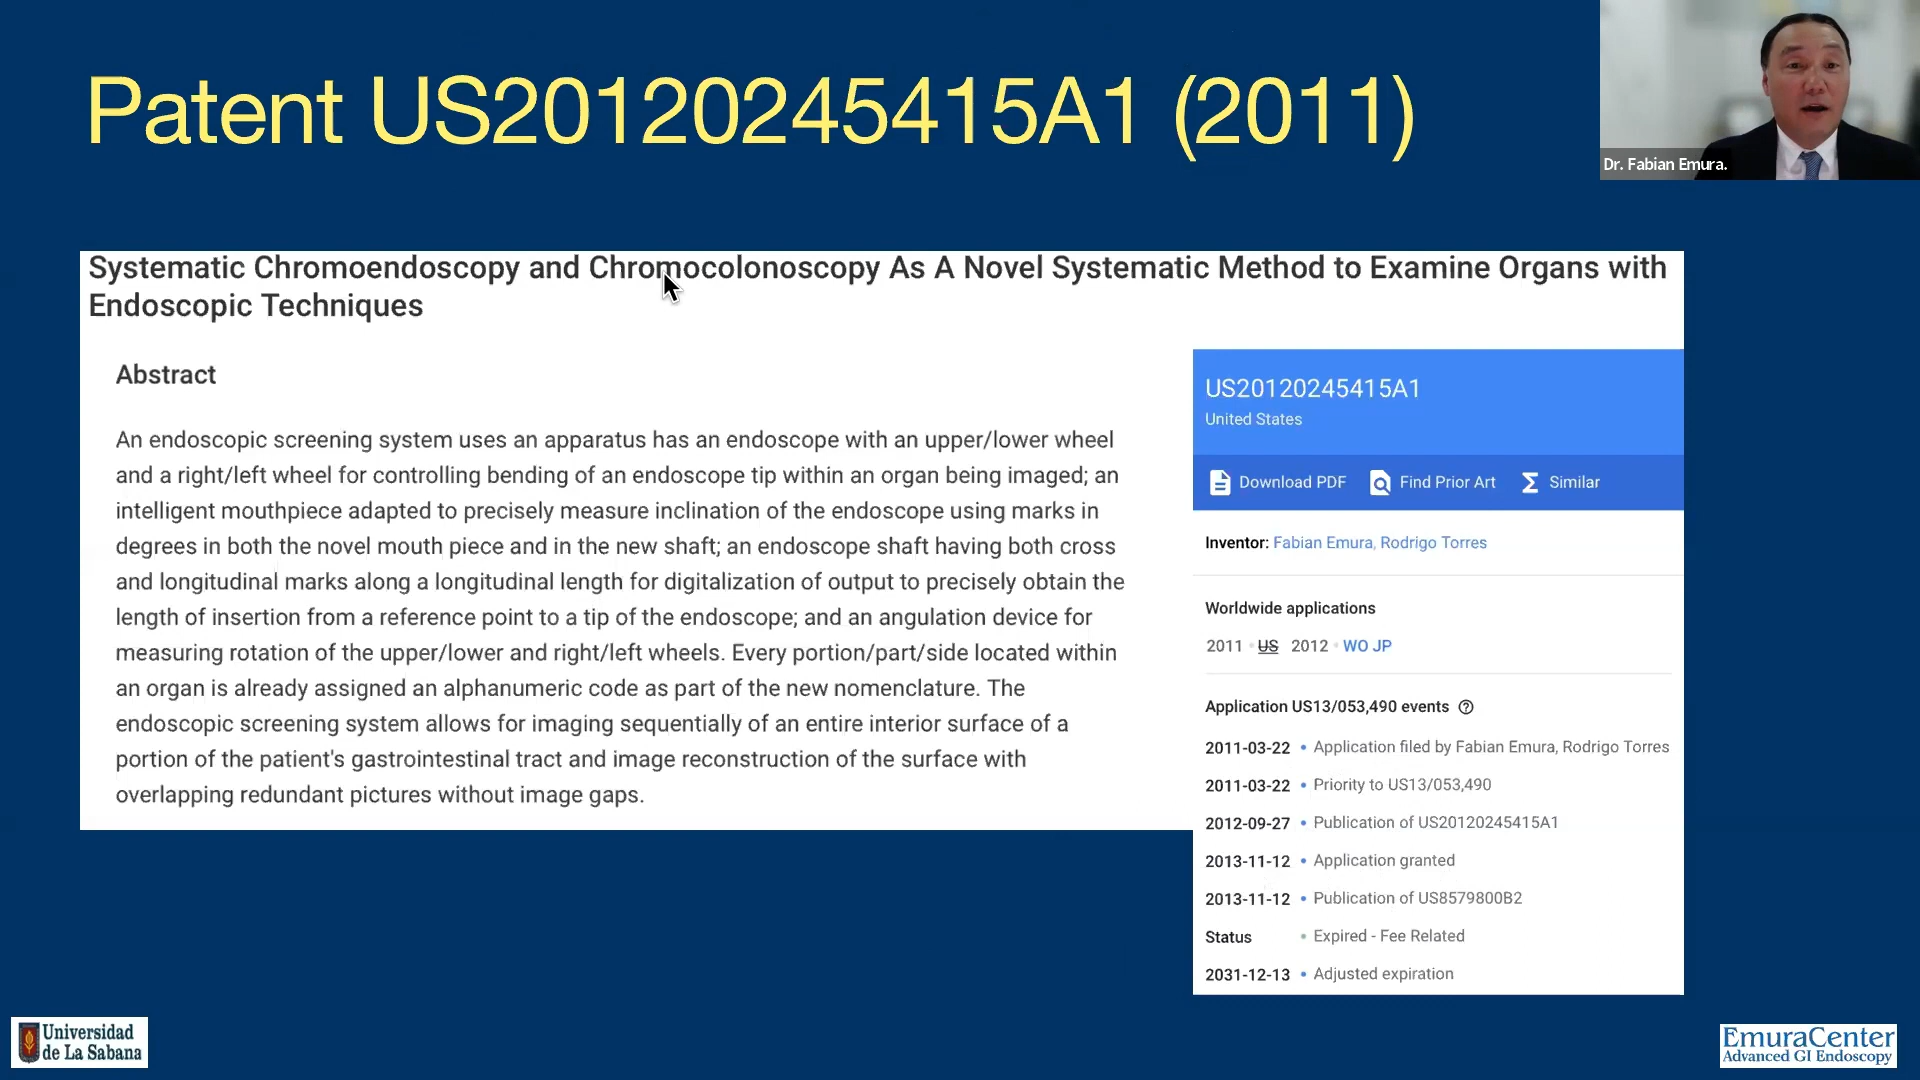 Patent US20120245415A1 (2011)
Dr. Fabian Emura.
Systematic Chromoendoscopy and Chromocolonoscopy As A Novel Systematic Method to Examine Organs with
Endoscopic Techniques
Abstract
An endoscopic screening system uses an apparatus has an endoscope with an upper/lower wheel
and a right/left wheel for controlling bending of an endoscope tip within an organ being imaged; an
intelligent mouthpiece adapted to precisely measure inclination of the endoscope using marks in
degrees in both the novel mouth piece and in the new shaft; an endoscope shaft having both cross
and longitudinal marks along a longitudinal length for digitalization of output to precisely obtain the
length of insertion from a reference point to a tip of the endoscope; and an angulation device for
measuring rotation of the upper/lower and right/left wheels. Every portion/part/side located within
an organ is already assigned an alphanumeric code as part of the new nomenclature. The
endoscopic screening system allows for imaging sequentially of an entire interior surface of a
portion of the patient's gastrointestinal tract and image reconstruction of the surface with
overlapping redundant pictures without image gaps.
US20120245415A1
United States
Download PDF Find Prior Art Similar
Inventor: Fabian Emura, Rodrigo Torres
Worldwide applications
2011 • US 2012 • WO JP
Application US13/053,490 events
2011-03-22 • Application filed by Fabian Emura, Rodrigo Torres
2011-03-22 • Priority to US13/053,490
2012-09-27 • Publication of US20120245415A1
2013-11-12 • Application granted
2013-11-12 • Publication of US8579800B2
Status • Expired - Fee Related
2031-12-13 • Adjusted expiration
Universidad
de La Sabana
EmuraCenter
Advanced GI Endoscopy